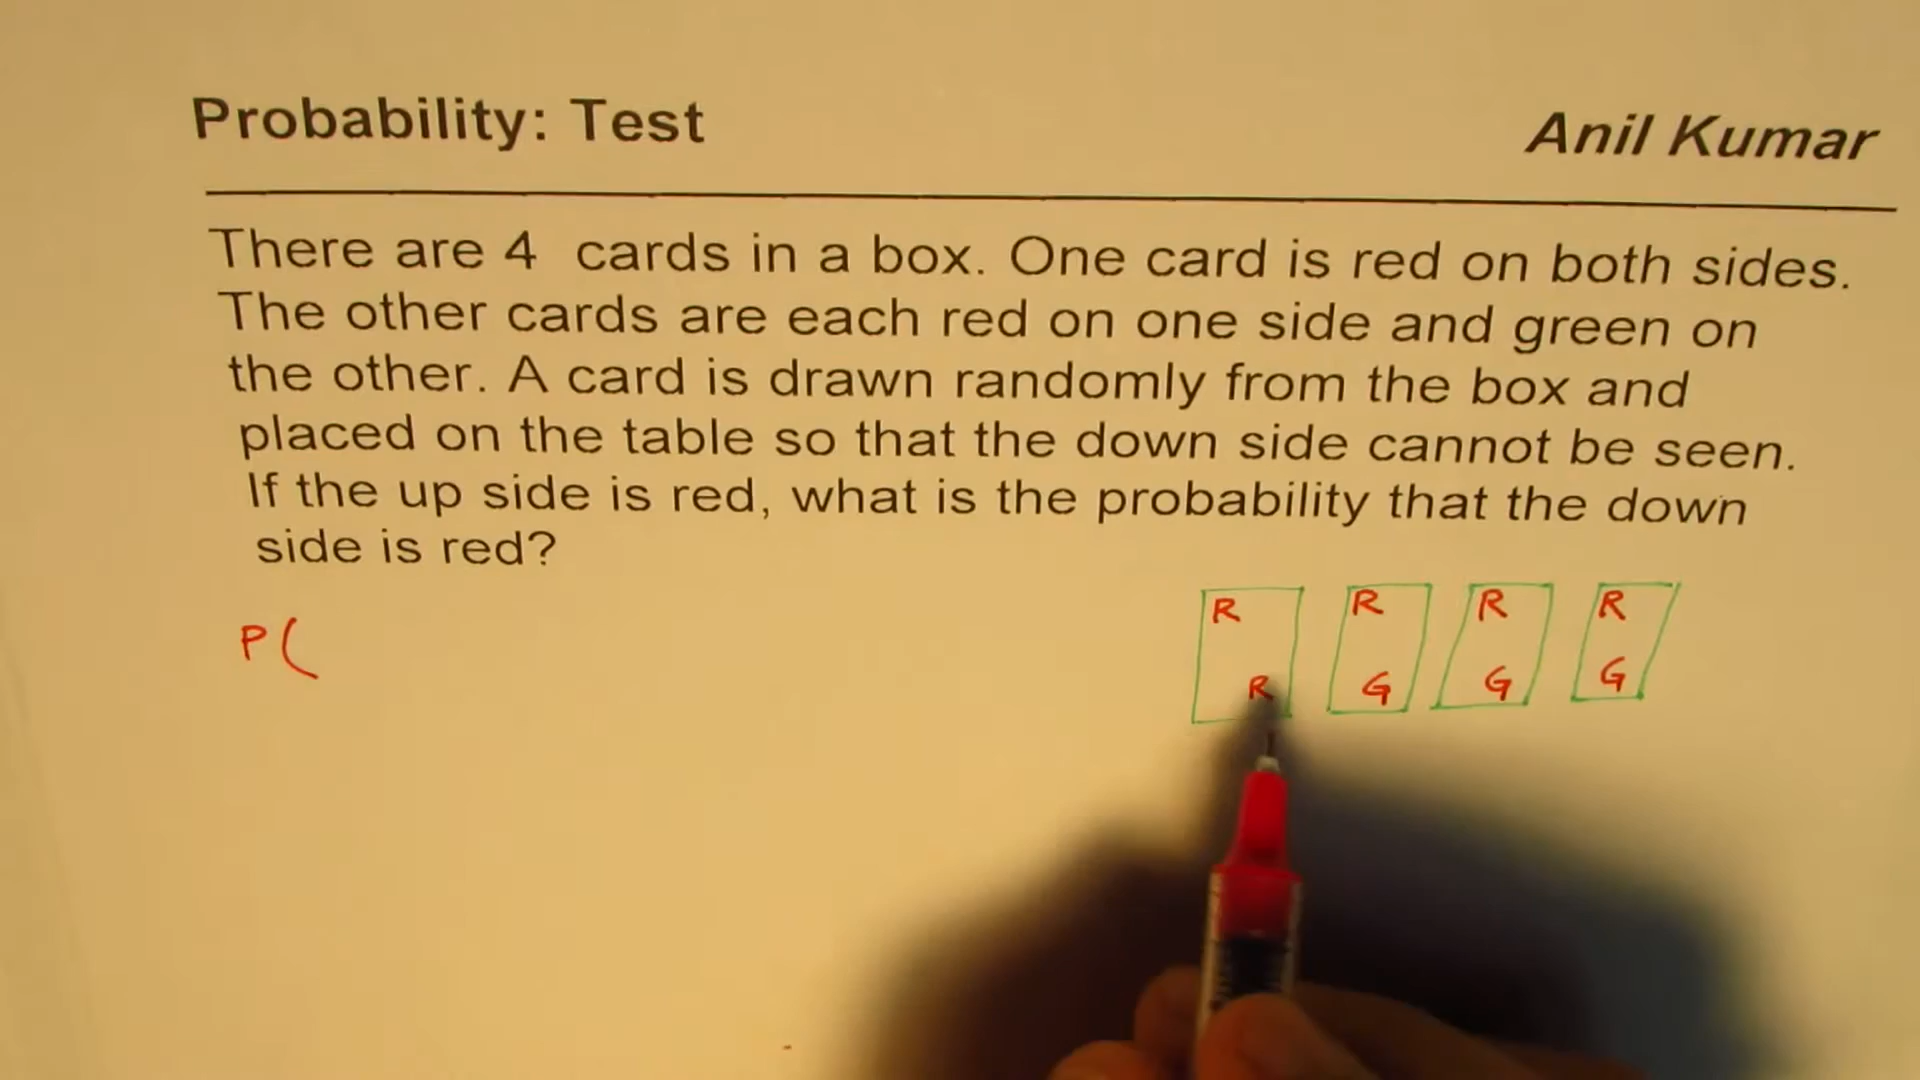 Probability: Test
Anil Kumar
There are 4 cards in a box. One card is red on both sides.
The other cards are each red on one side and green on
the other. A card is drawn randomly from the box and
placed on the table so that the down side cannot be seen.
If the up side is red, what is the probability that the down
side is red?
P(
R R R R
R G G G